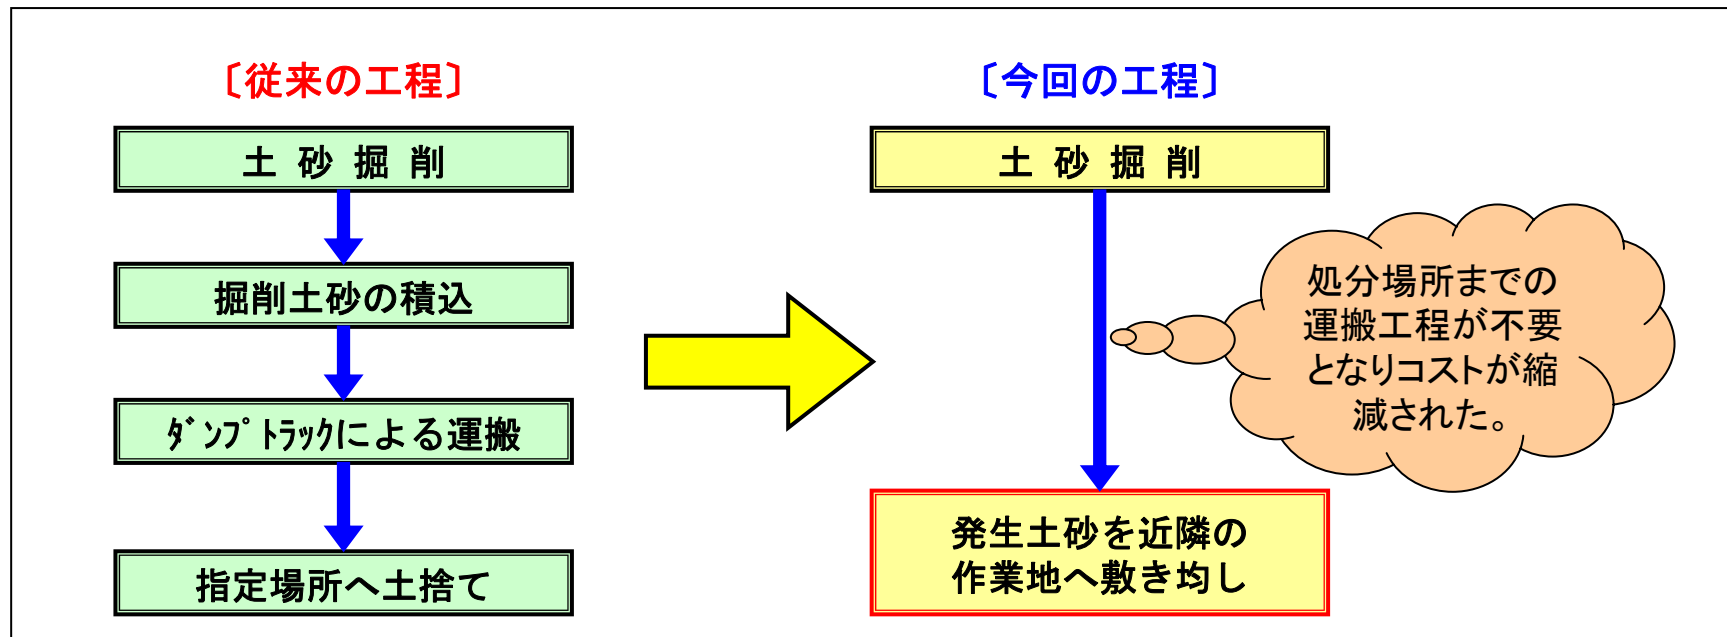 〔従来の工程〕
土 砂 掘 削
掘削土砂の積込
ﾀﾞﾝﾌﾟﾄﾗｯｸによる運搬
指定場所へ土捨て
〔今回の工程〕
土 砂 掘 削
処分場所までの
運搬工程が不要
となりコストが縮
減された。
発生土砂を近隣の
作業地へ敷き均し